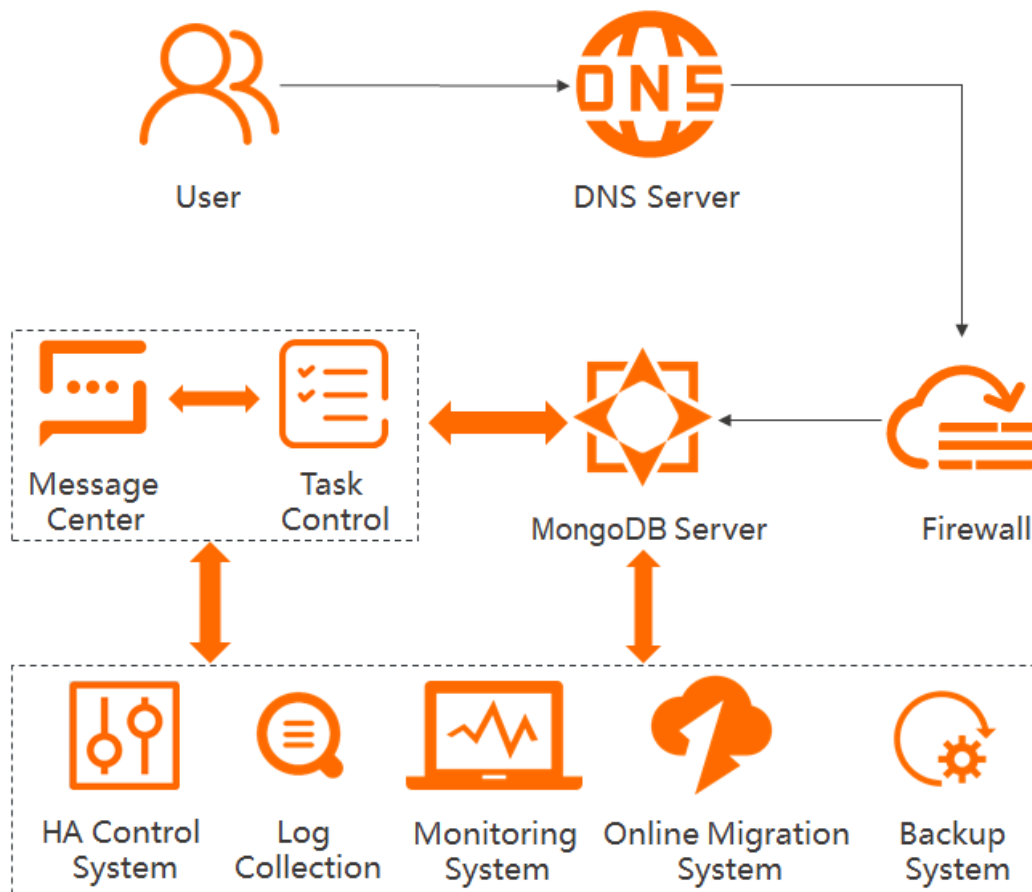 DNS
User
DNS Server
Message
Center
Task
Control
MongoDB Server
Firewall
HA Control
System
Log
Collection
Monitoring
System
Online Migration
System
Backup
System